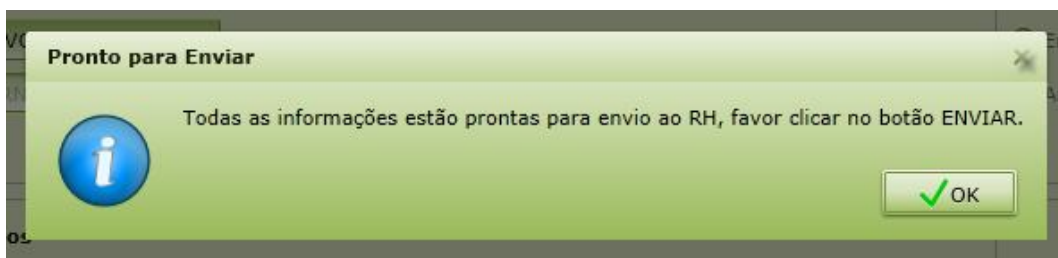 Pronto para Enviar
Todas as informações estão prontas para envio ao RH, favor clicar no botão ENVIAR.
OK